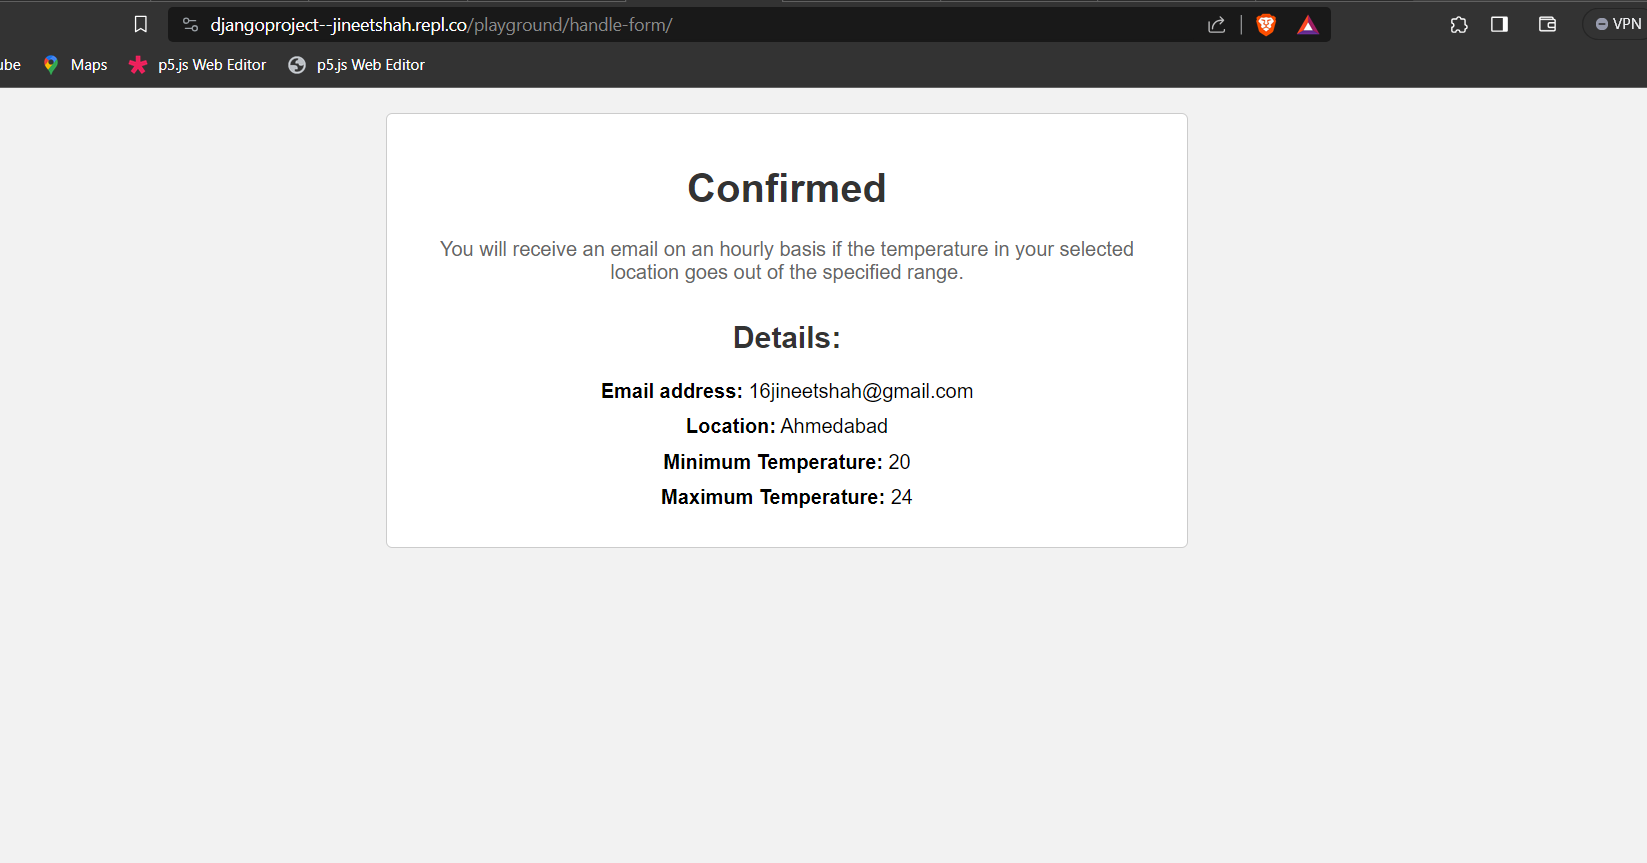 djangoproject--jineetshah.repl.co/playground/handle-form/
VPN
ube Maps p5.js Web Editor p5.js Web Editor
Confirmed
You will receive an email on an hourly basis if the temperature in your selected
location goes out of the specified range.
Details:
Email address: 16jineetshah@gmail.com
Location: Ahmedabad
Minimum Temperature: 20
Maximum Temperature: 24